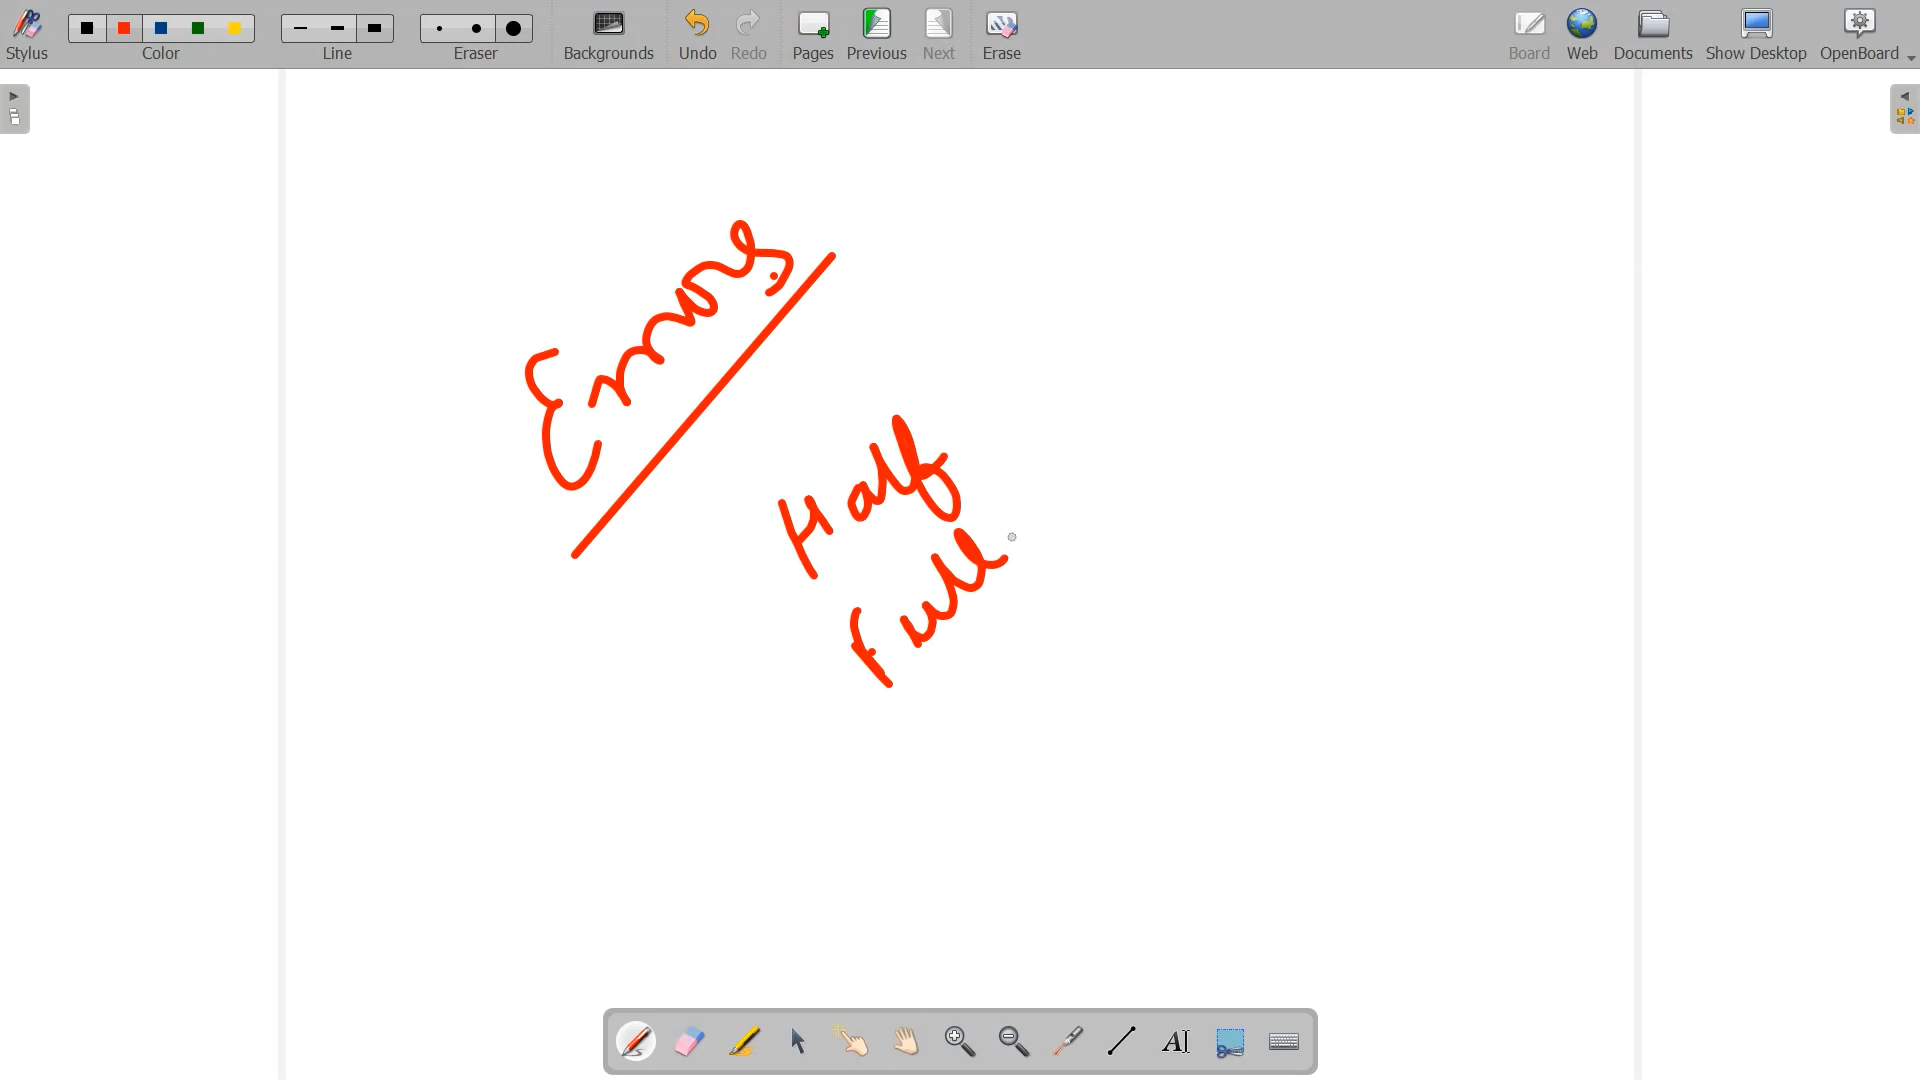 Stylus Color Line Eraser Backgrounds Undo Redo Pages Previous Next Erase Board Web Documents Show Desktop OpenBoard
Errors
Half
Full